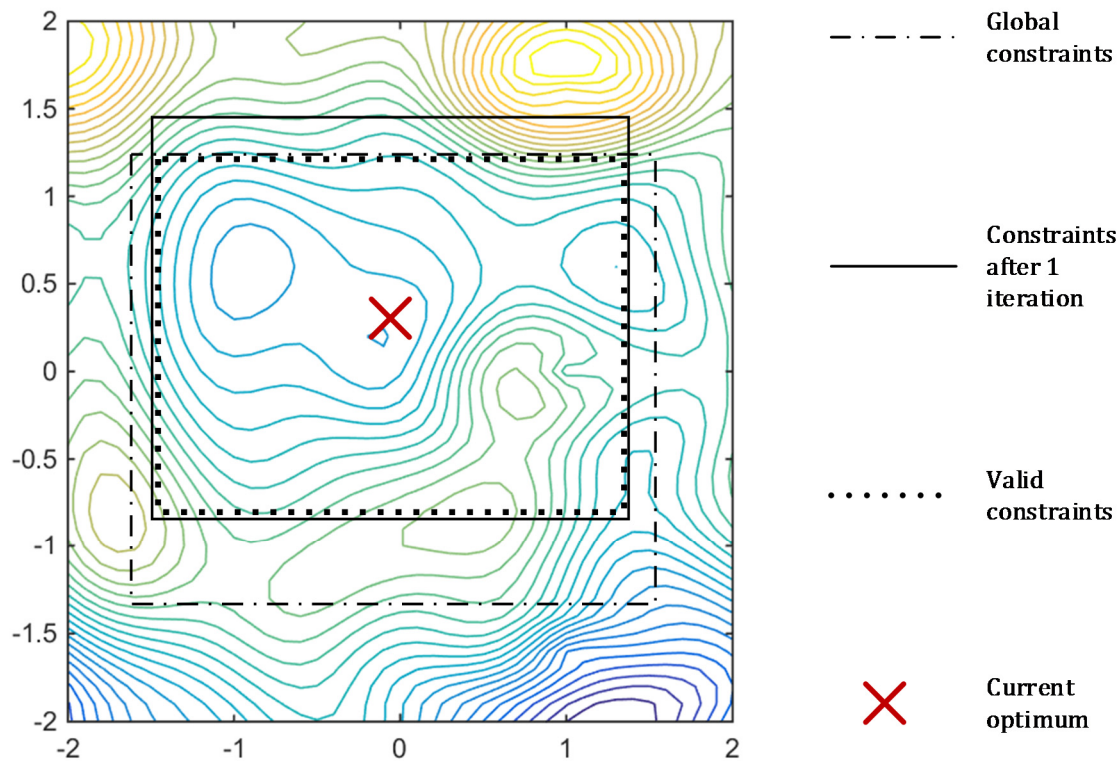 2
1.5
1
0.5
0
-0.5
-1
-1.5
-2
-2
-1
0
1
2
Global
constraints
Constraints
after 1
iteration
Valid
constraints
Current
optimum